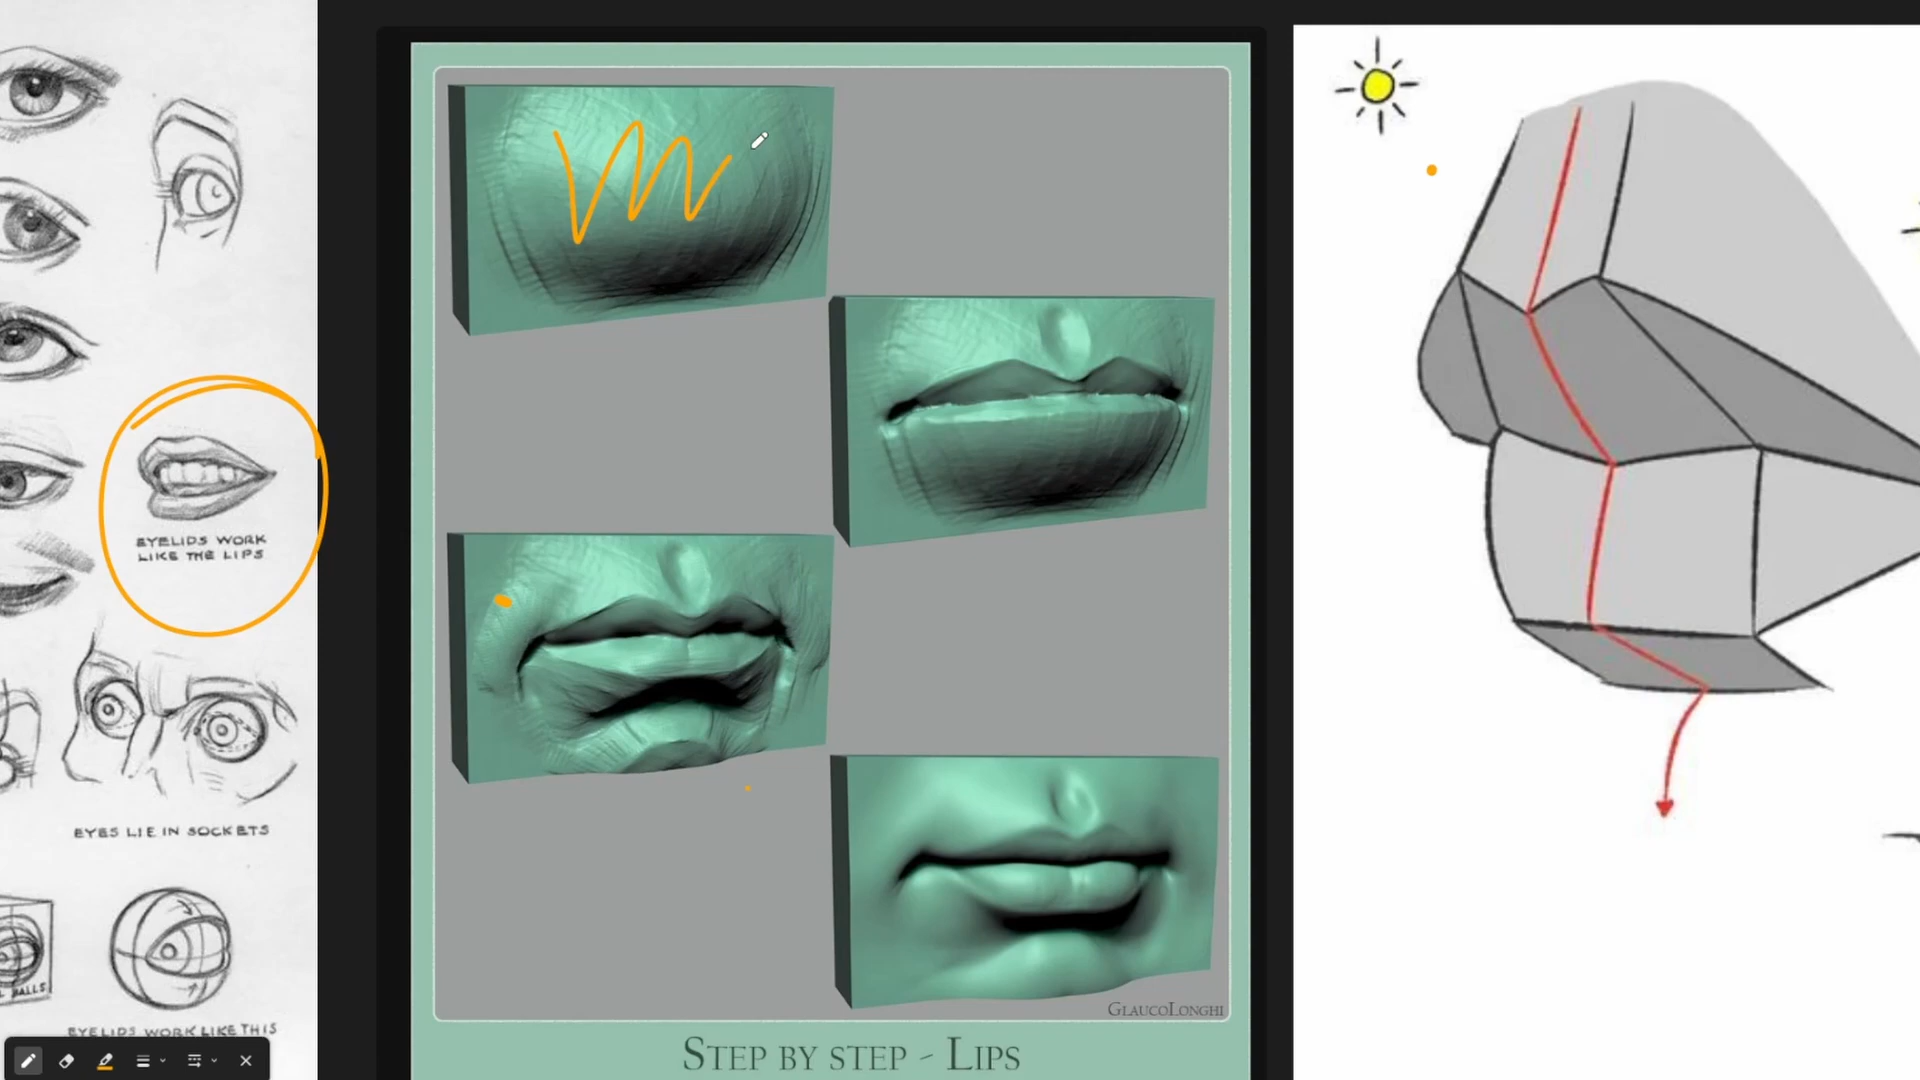 EYELIDS WORK
LIKE THE LIPS
EYES LIE IN SOCKETS
BALLS
EYELIDS WORK LIKE THIS
GLAUCOLONGHI
STEP BY STEP - LIPS